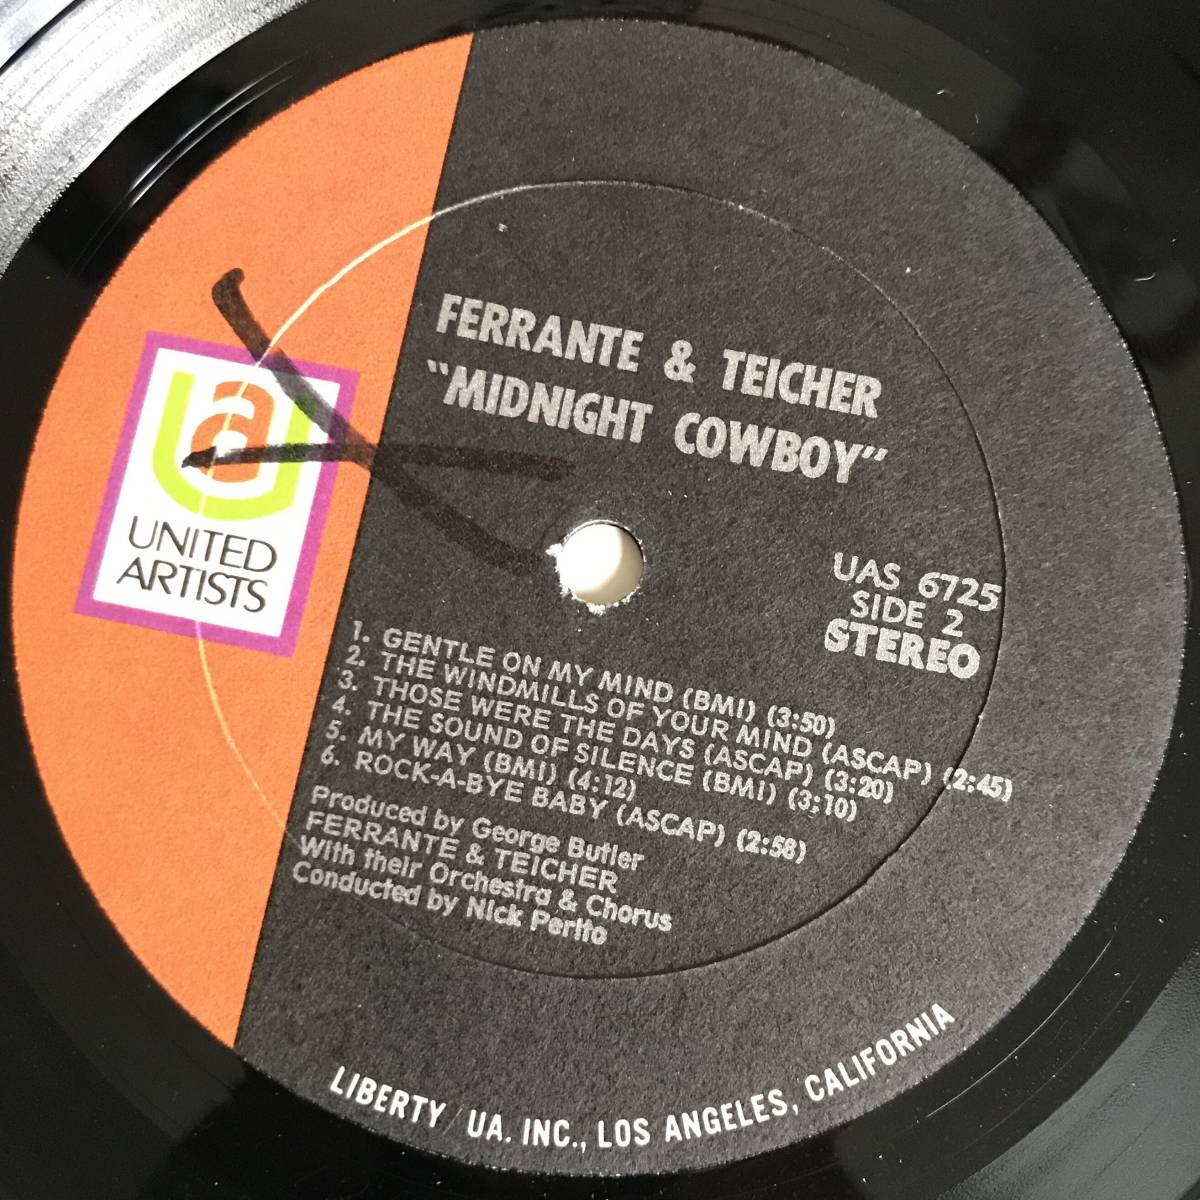 FERRANTE & TEICHER
"MIDNIGHT COWBOY"
ua
UNITED
ARTISTS
UAS 6725
SIDE 2
STEREO
1. GENTLE ON MY MIND (BMI) (3:50)
2. THE WINDMILLS OF YOUR MIND (ASCAP) (2:45)
3. THOSE WERE THE DAYS (ASCAP) (3:20)
4. THE SOUND OF SILENCE (BMI) (3:10)
5. MY WAY (BMI) (4:12)
6. ROCK-A-BYE BABY (ASCAP) (2:58)
Produced by George Butler
FERRANTE & TEICHER
With their Orchestra & Chorus
Conducted by Nick Perito
LIBERTY / UA. INC., LOS ANGELES, CALIFORNIA